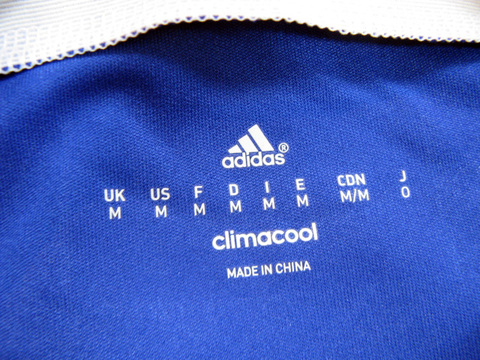 adidas®
UK US F D I E CDN J
M M M M M M M/M O
climacool
MADE IN CHINA